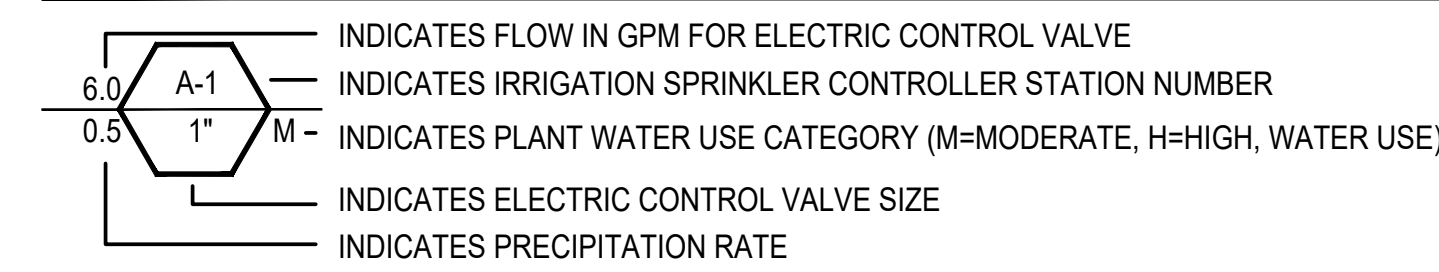 INDICATES FLOW IN GPM FOR ELECTRIC CONTROL VALVE
6.0 A-1 INDICATES IRRIGATION SPRINKLER CONTROLLER STATION NUMBER
0.5 1" M INDICATES PLANT WATER USE CATEGORY (M=MODERATE, H=HIGH, WATER USE)
INDICATES ELECTRIC CONTROL VALVE SIZE
INDICATES PRECIPITATION RATE